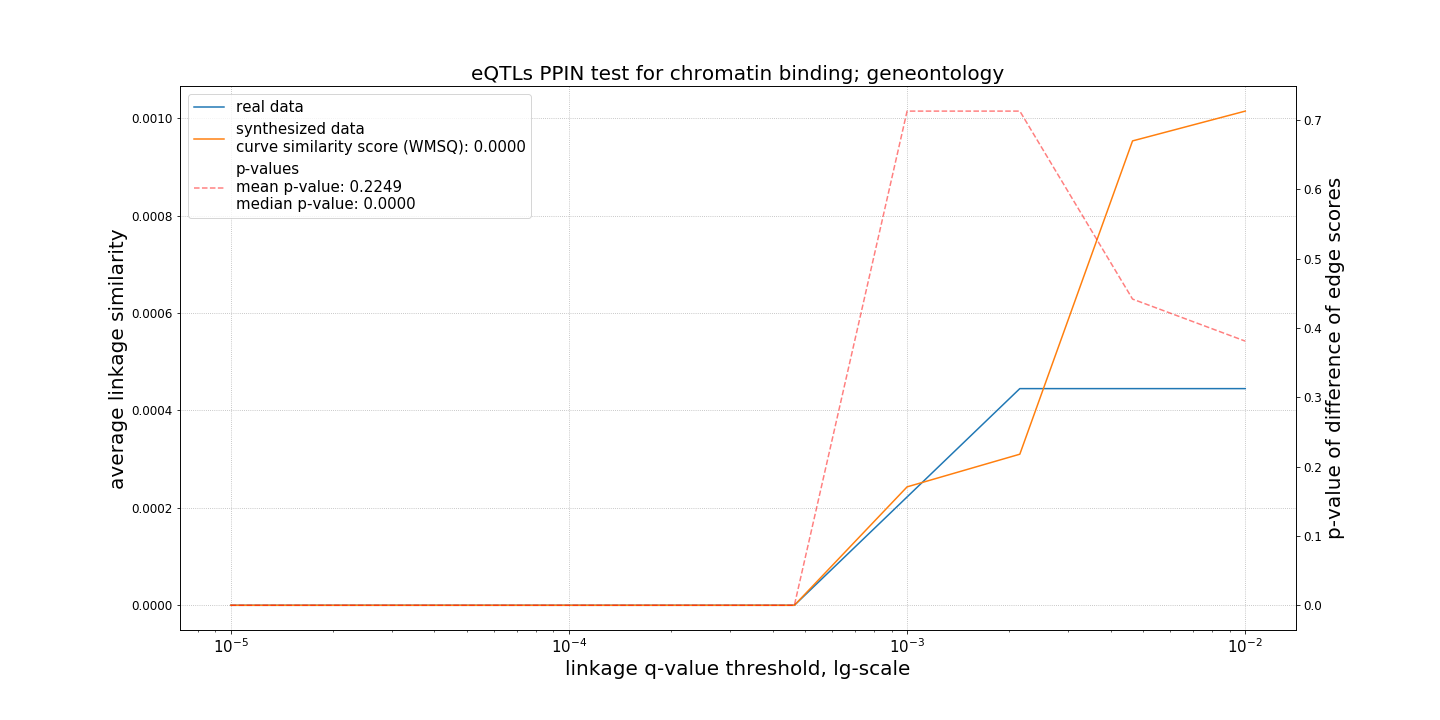 eQTLs PPIN test for chromatin binding; geneontology
real data
synthesized data
curve similarity score (WMSQ): 0.0000
p-values
mean p-value: 0.2249
median p-value: 0.0000
average linkage similarity
0.0010
0.0008
0.0006
0.0004
0.0002
0.0000
p-value of difference of edge scores
0.7
0.6
0.5
0.4
0.3
0.2
0.1
0.0
10⁻⁵ 10⁻⁴ 10⁻³ 10⁻²
linkage q-value threshold, lg-scale